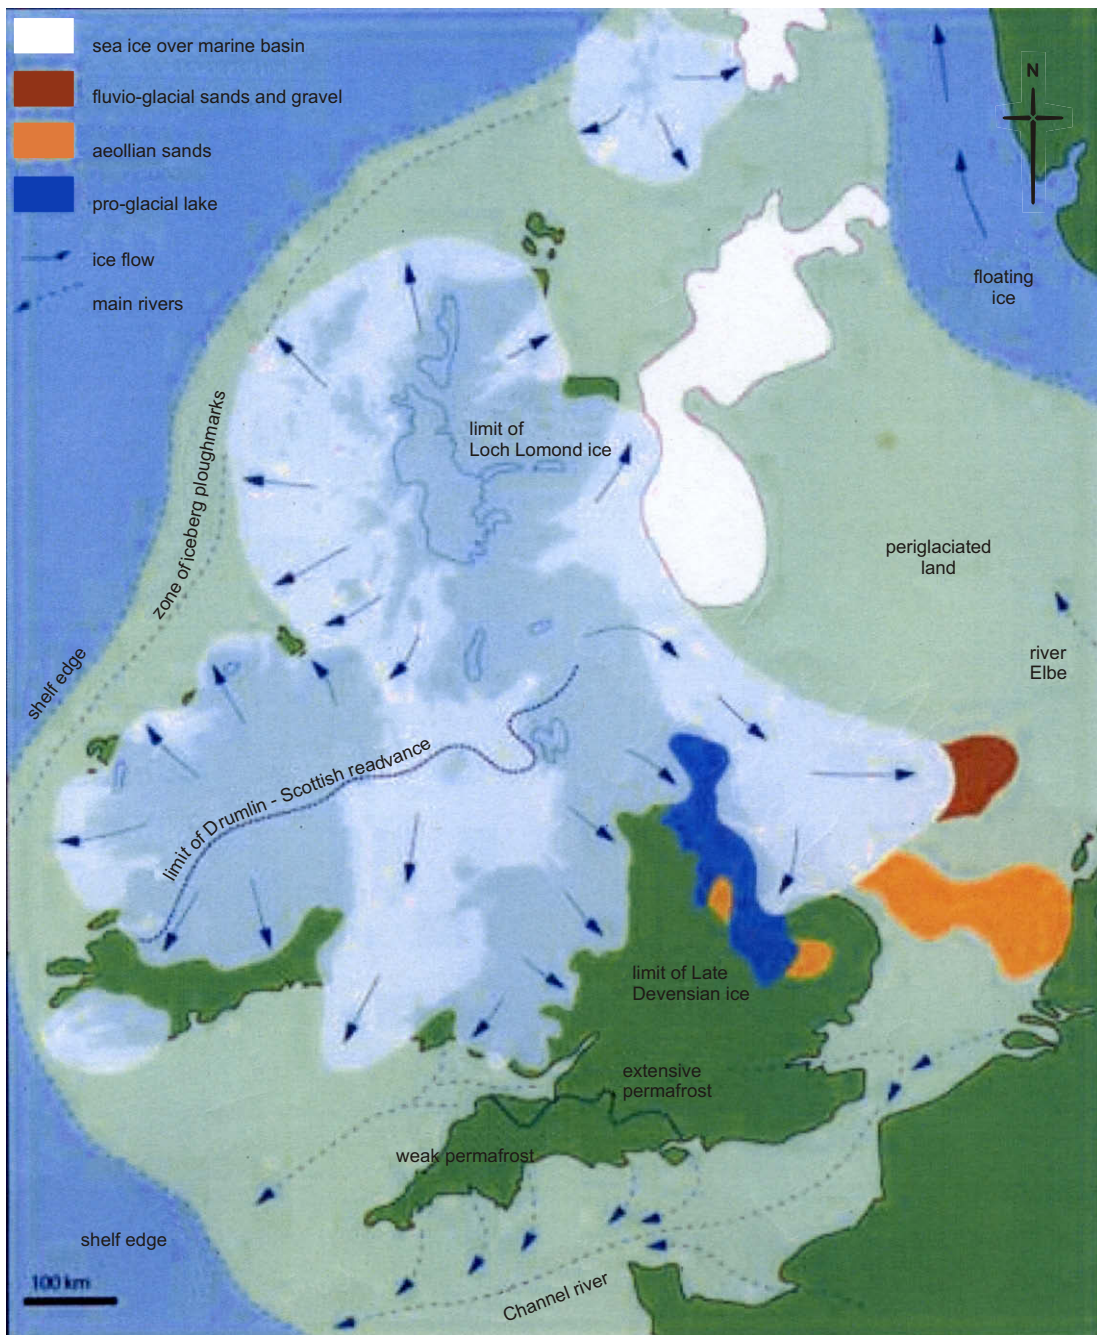 sea ice over marine basin
fluvio-glacial sands and gravel
aeollian sands
pro-glacial lake
ice flow
main rivers
N
floating
ice
limit of
Loch Lomond ice
zone of iceberg ploughmarks
periglaciated
land
river
Elbe
shelf edge
limit of Drumlin - Scottish readvance
limit of Late
Devensian ice
extensive
permafrost
weak permafrost
shelf edge
100 km
Channel river